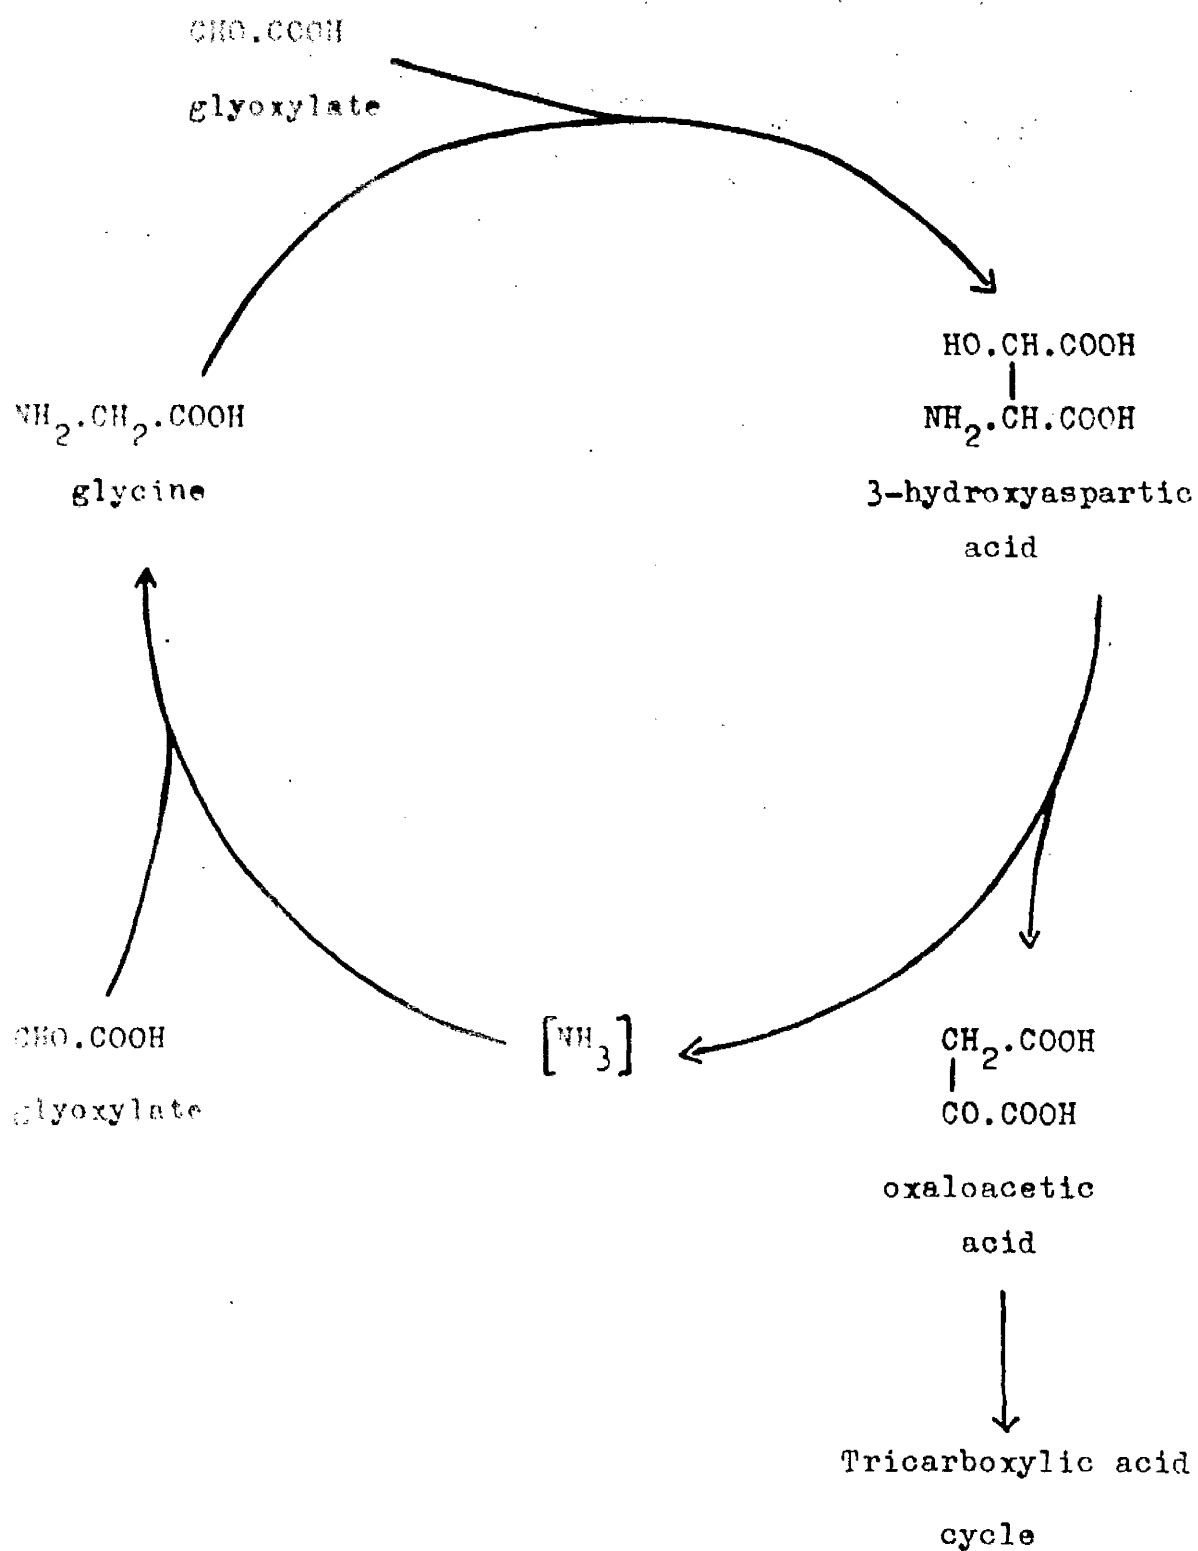 CHO.COOH
glyoxylate
HO.CH.COOH
NH2.CH.COOH
3-hydroxyaspartic
acid
NH2.CH2.COOH
glycine
CHO.COOH
glyoxylate
[NH3]
CH2.COOH
CO.COOH
oxaloacetic
acid
Tricarboxylic acid
cycle